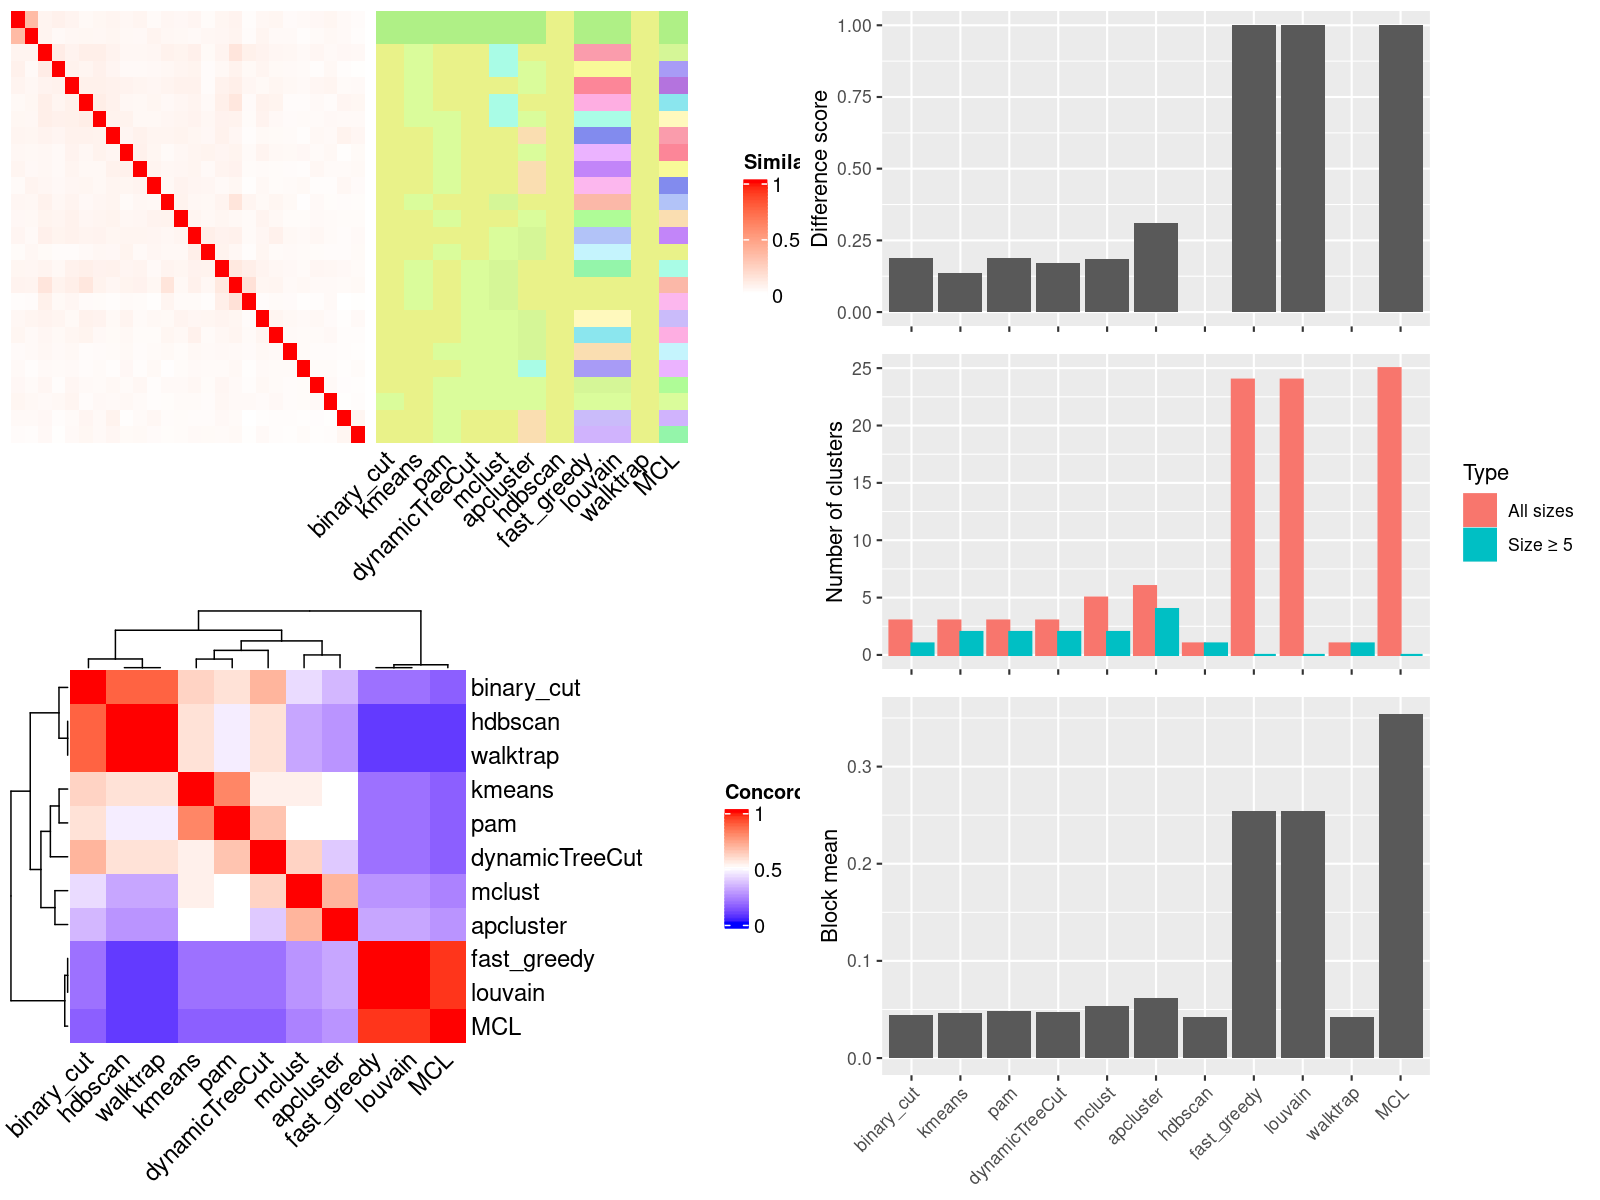 Simila
1
0.5
0
binary_cut
kmeans
pam
dynamicTreeCut
mclust
apcluster
hdbscan
fast_greedy
louvain
walktrap
MCL
binary_cut
hdbscan
walktrap
kmeans
pam
dynamicTreeCut
mclust
apcluster
fast_greedy
louvain
MCL
binary_cut
hdbscan
walktrap
kmeans
pam
dynamicTreeCut
mclust
apcluster
fast_greedy
louvain
MCL
Concord
1
0.5
0
Difference score
1.00
0.75
0.50
0.25
0.00
Number of clusters
25
20
15
10
5
0
Type
All sizes
Size ≥ 5
Block mean
0.3
0.2
0.1
0.0
binary_cut
kmeans
pam
dynamicTreeCut
mclust
apcluster
hdbscan
fast_greedy
louvain
walktrap
MCL